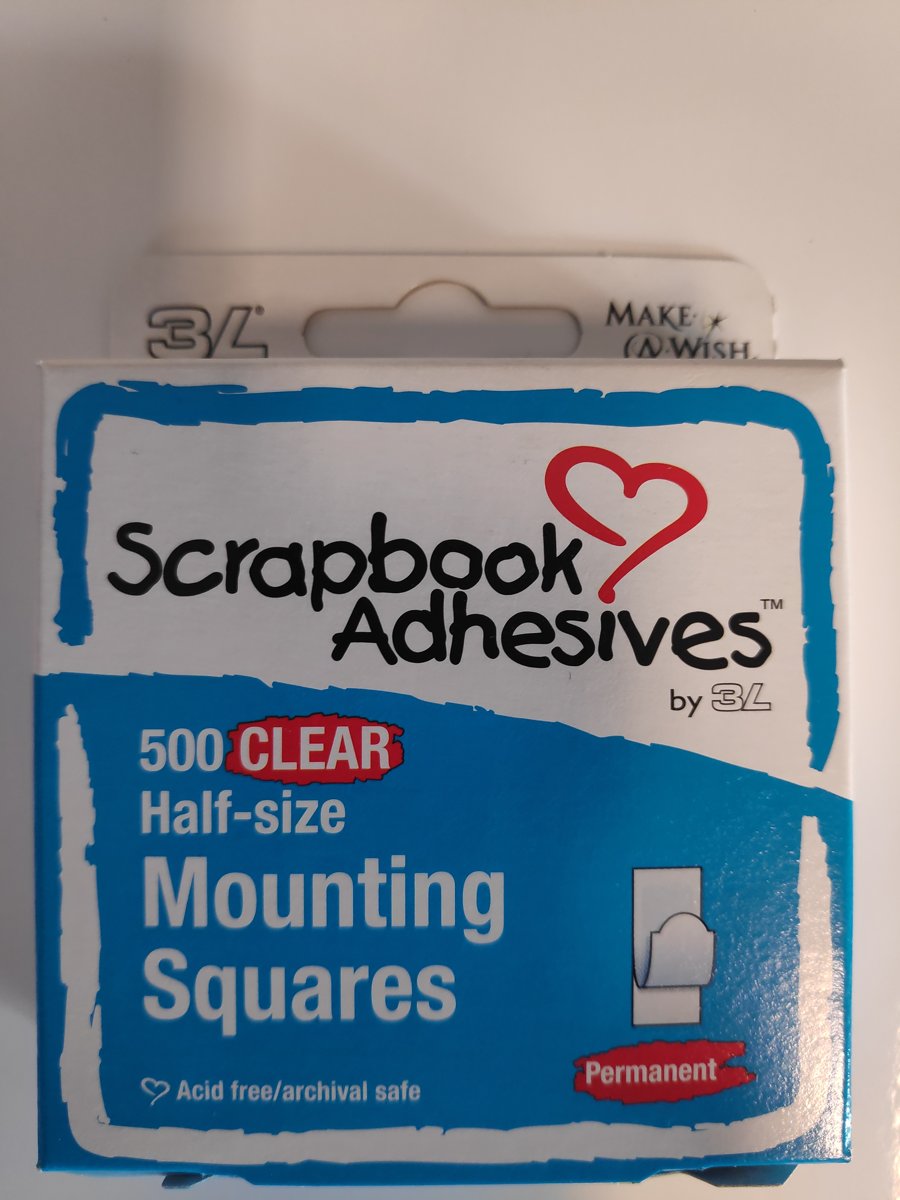 3L®
MAKE·A·WISH.
Scrapbook
Adhesives™
by 3L
500 CLEAR
Half-size
Mounting
Squares
Permanent
Acid free/archival safe